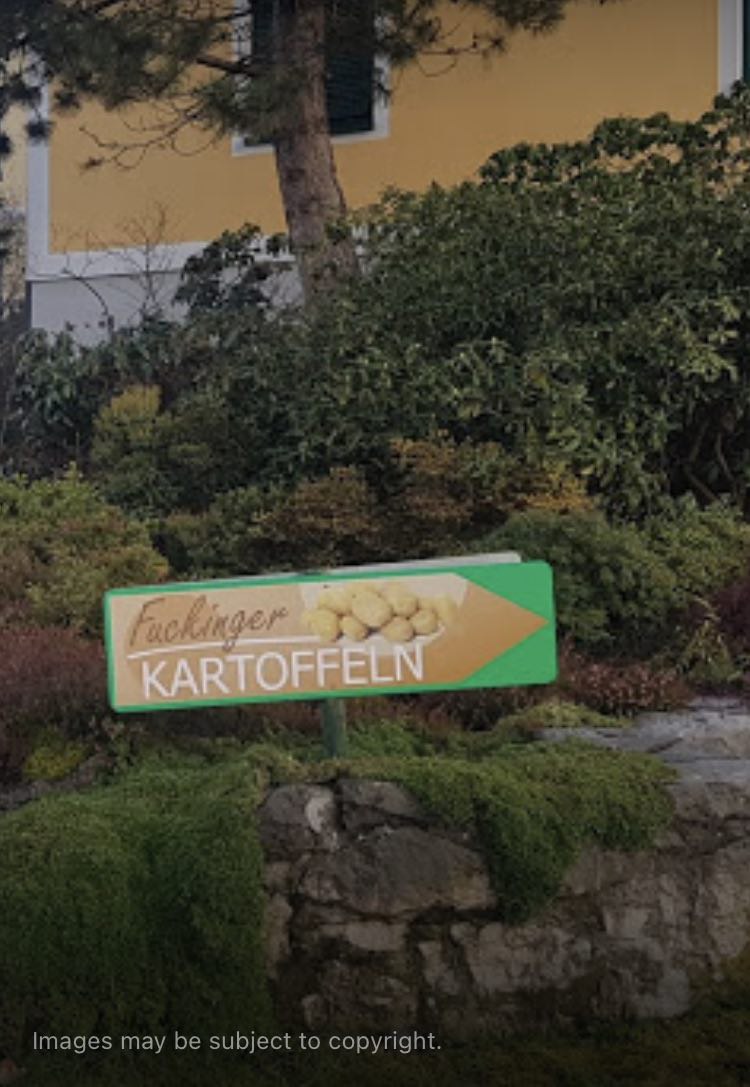 Fuckinger
KARTOFFELN
Images may be subject to copyright.